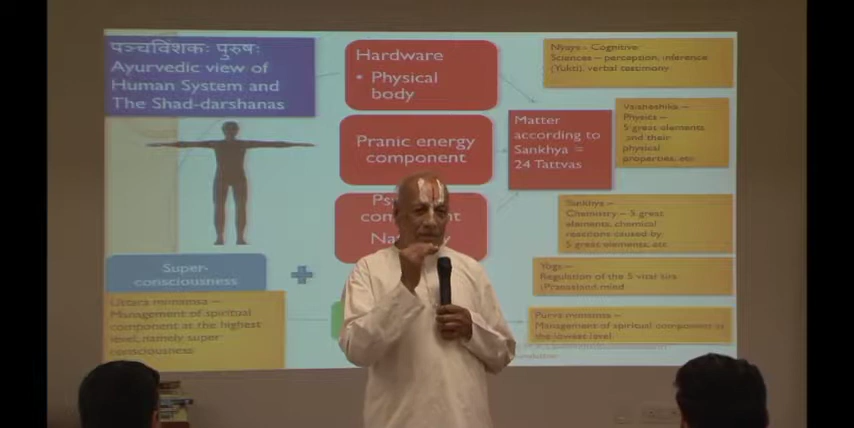 पञ्चविंशकः पुरुषः
Ayurvedic view of
Human System and
The Shad-darshanas
Hardware
• Physical
body
Pranic energy
component
Matter
according to
Sankhya =
24 Tattvas
Nyaya - Cognitive
Sciences - perception, inference
(Yukti), verbal testimony
Vaisheshika -
Physics -
5 great elements
and their
physical
properties, etc
Sankhya -
Chemistry - 5 great
elements, chemical
reactions caused by
5 great elements, etc
Yoga -
Regulation of the 5 vital airs
(Pranas)and mind
Purva mimamsa -
Management of spiritual component at
the lowest level
Super-
consciousness
Uttara mimamsa -
Management of spiritual
component at the highest
level, namely super
consciousness